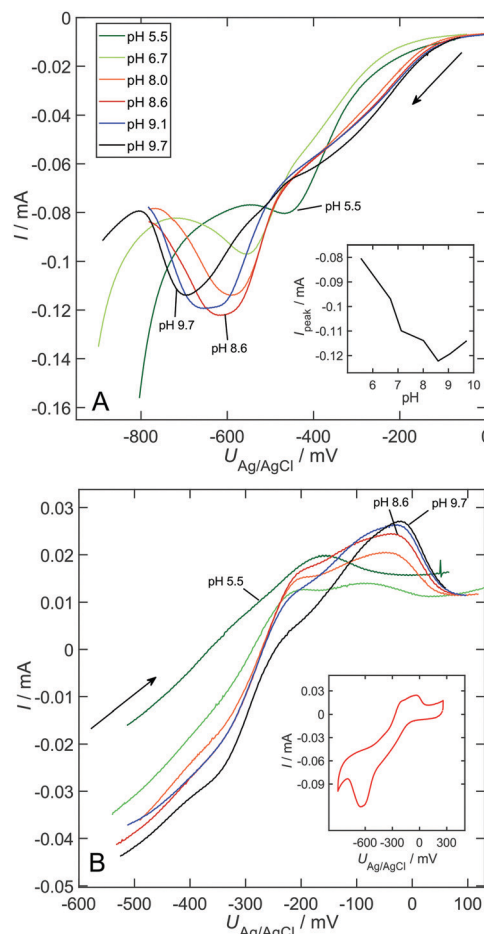 0
-0.02
-0.04
-0.06
-0.08
-0.1
-0.12
-0.14
-0.16
I / mA
pH 5.5
pH 6.7
pH 8.0
pH 8.6
pH 9.1
pH 9.7
pH 5.5
pH 9.7
pH 8.6
A
-0.08
-0.1
-0.11
-0.12
I peak / mA
6 7 8 9 10
pH
-800 -600 -400 -200 0
U Ag/AgCl / mV
0.03
0.02
0.01
0
-0.01
-0.02
-0.03
-0.04
-0.05
I / mA
pH 8.6
pH 9.7
pH 5.5
B
0.03
0
-0.03
-0.09
I / mA
-600 -300 0 300
U Ag/AgCl / mV
-600 -500 -400 -300 -200 -100 0 100
U Ag/AgCl / mV